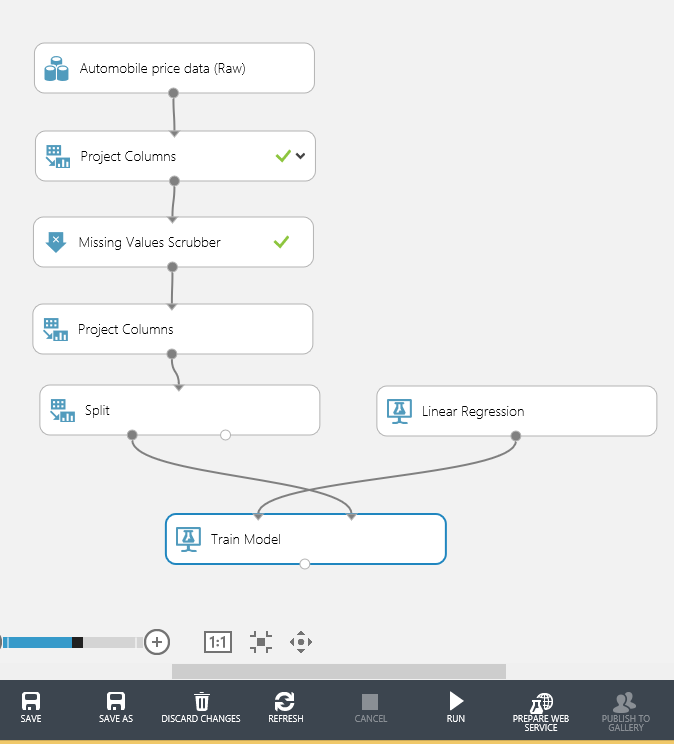 Automobile price data (Raw)
Project Columns
Missing Values Scrubber
Project Columns
Split
Linear Regression
Train Model
1:1
SAVE
SAVE AS
DISCARD CHANGES
REFRESH
CANCEL
RUN
PREPARE WEB
SERVICE
PUBLISH TO
GALLERY